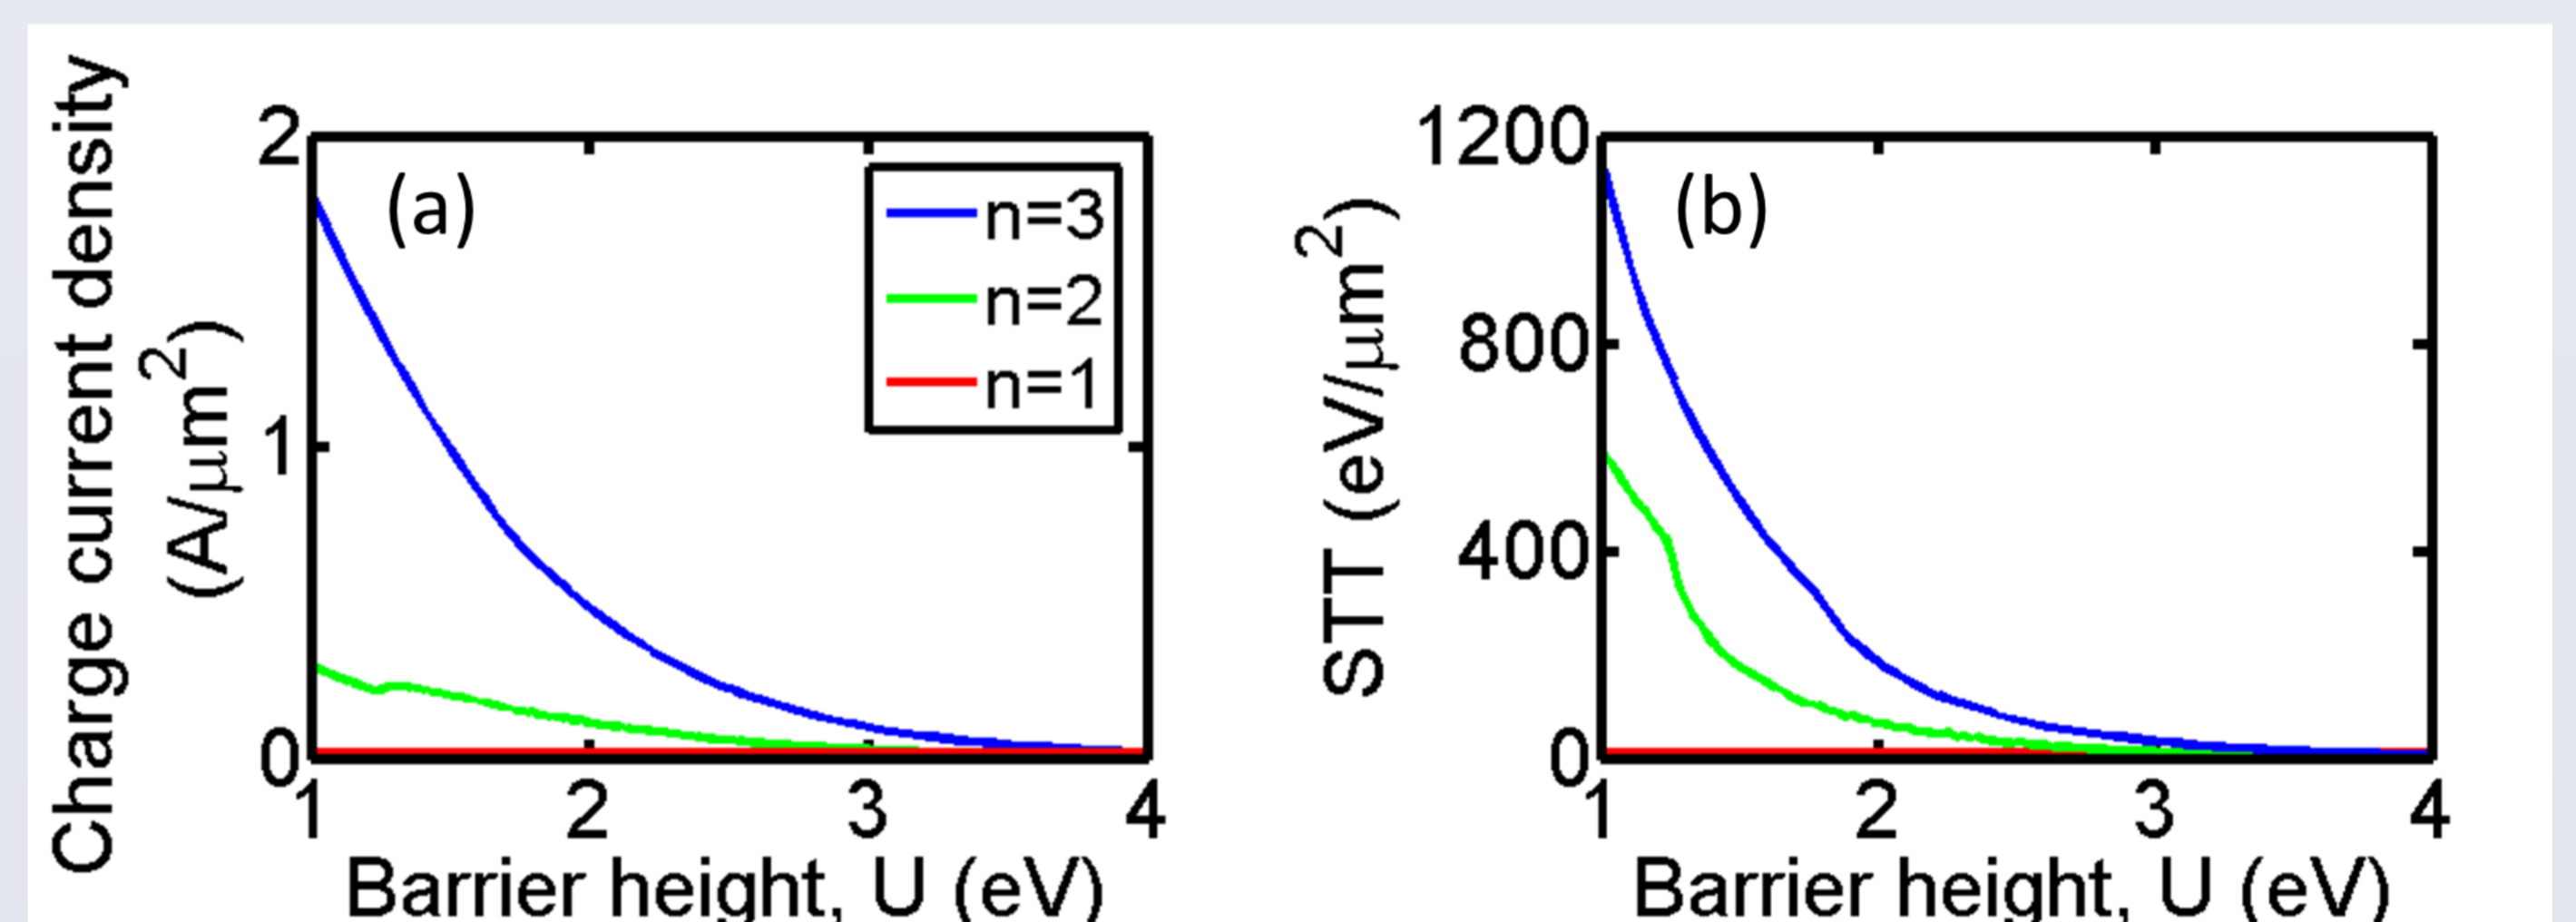 Charge current density
(A/μm²)
2
1
0
(a)
n=3
n=2
n=1
1 2 3 4
Barrier height, U (eV)
STT (eV/μm²)
1200
800
400
0
(b)
1 2 3 4
Barrier height, U (eV)